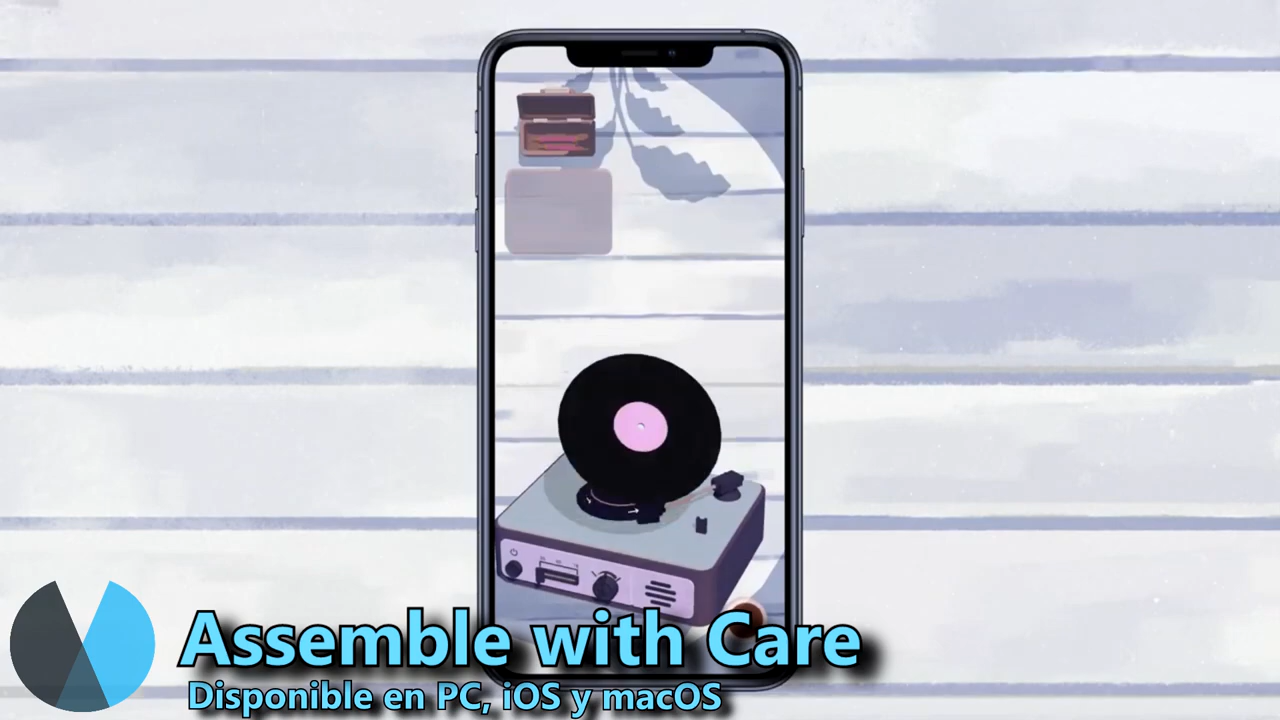 Assemble with Care
Disponible en PC, iOS y macOS